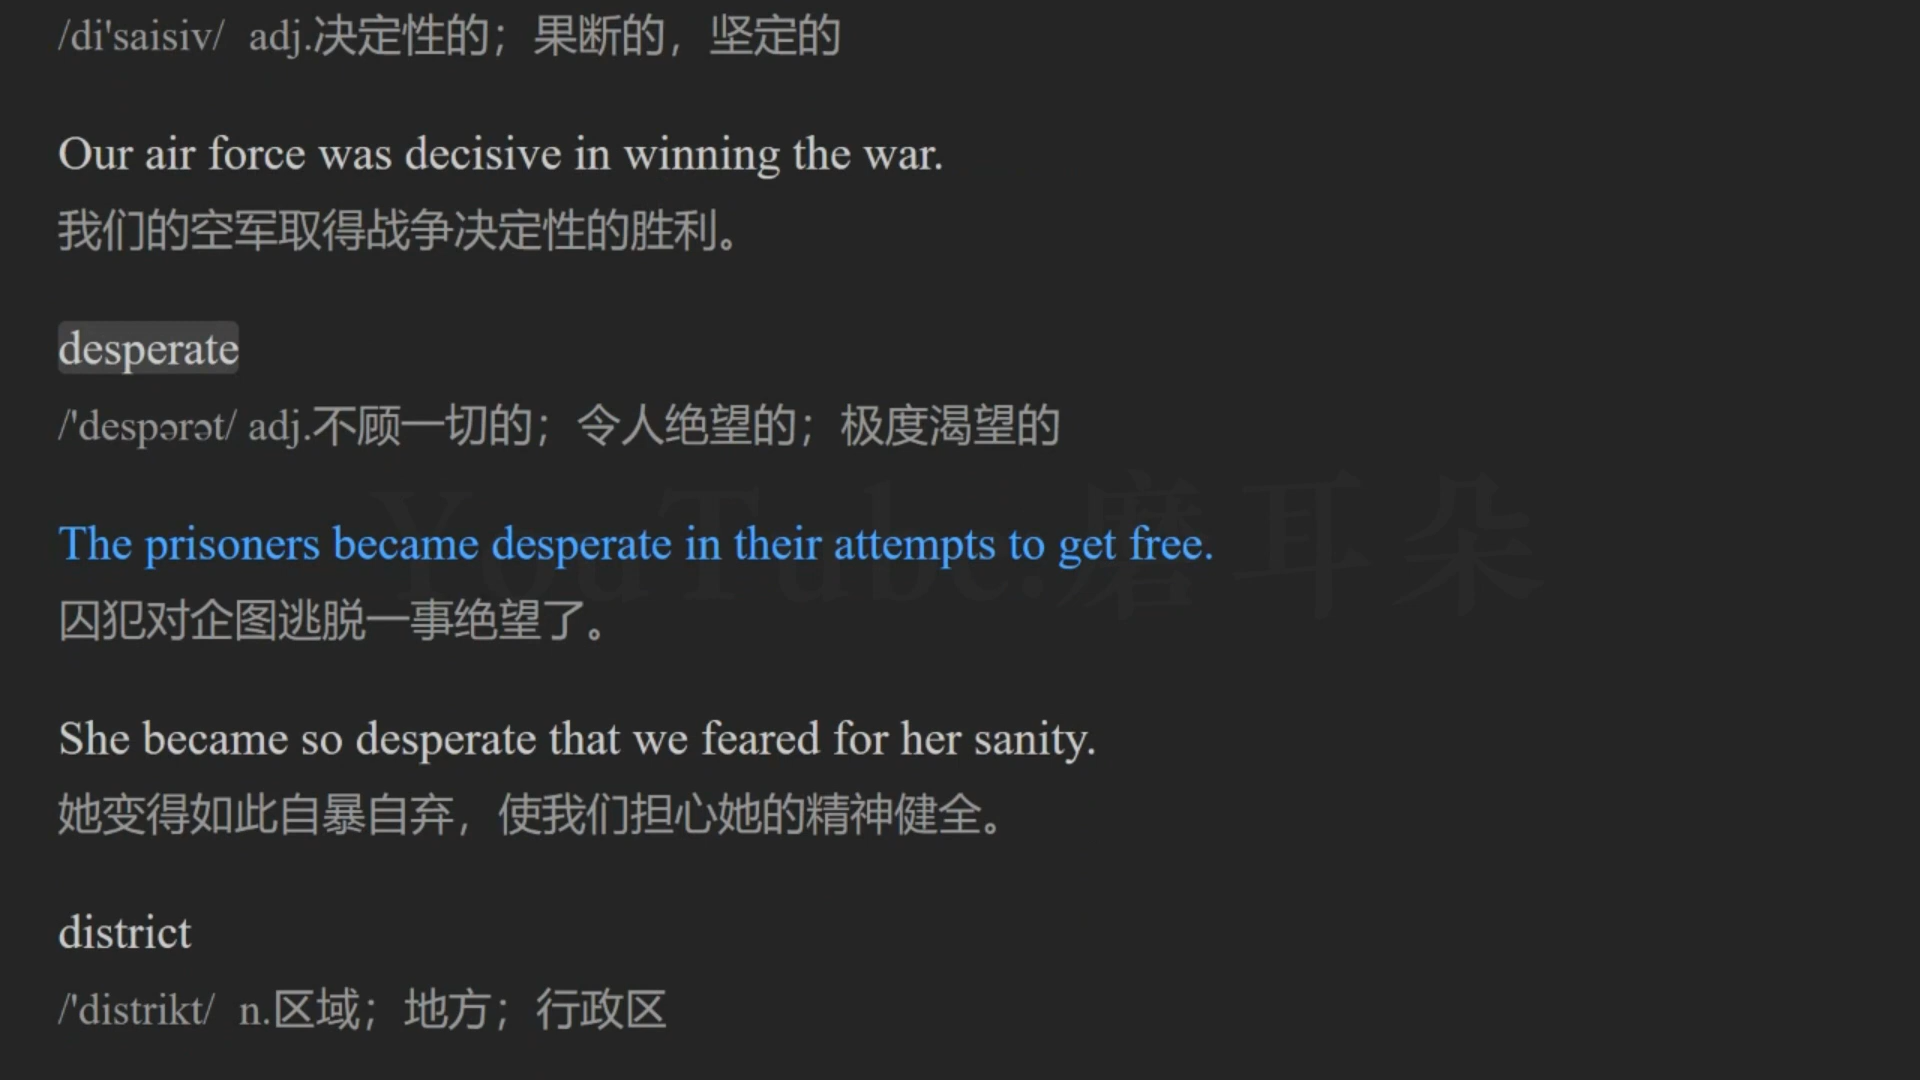 /di'saisiv/ adj.决定性的；果断的，坚定的
Our air force was decisive in winning the war.
我们的空军取得战争决定性的胜利。
desperate
/'despərət/ adj.不顾一切的；令人绝望的；极度渴望的
YouTube.磨耳朵
The prisoners became desperate in their attempts to get free.
囚犯对企图逃脱一事绝望了。
She became so desperate that we feared for her sanity.
她变得如此自暴自弃，使我们担心她的精神健全。
district
/'distrikt/ n.区域；地方；行政区